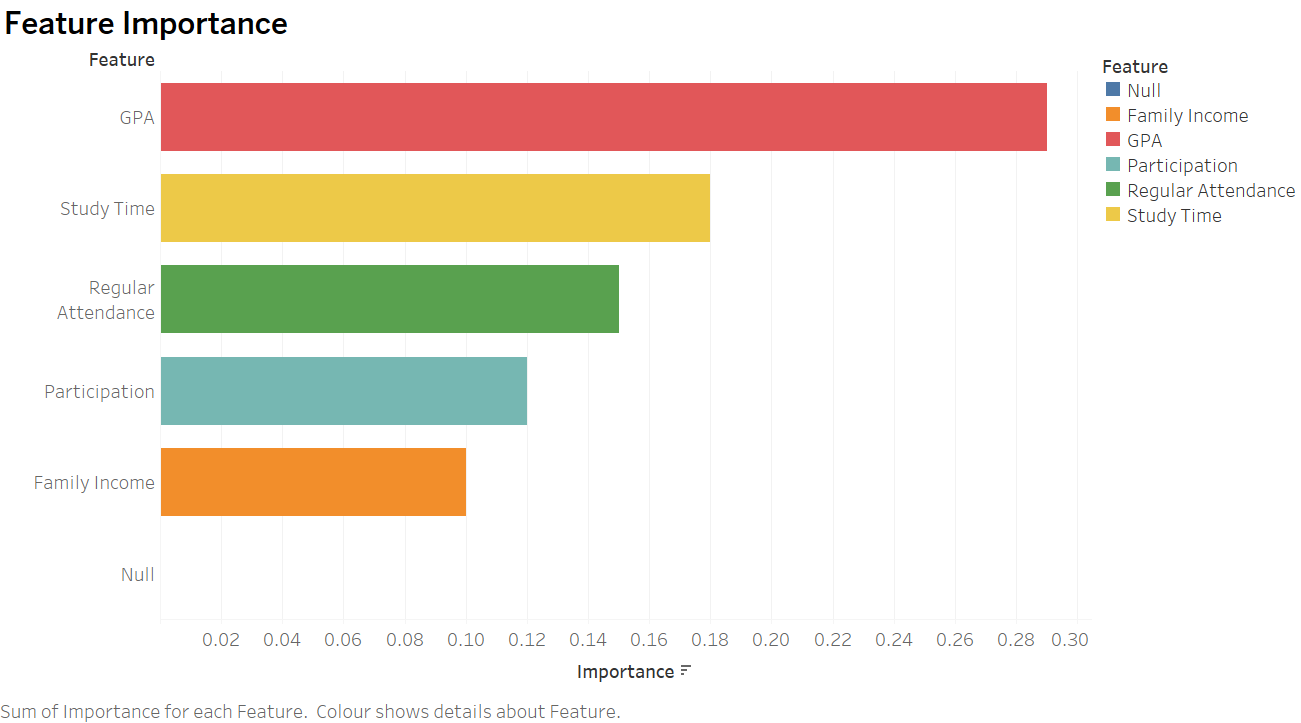 Feature Importance
Feature
GPA
Study Time
Regular
Attendance
Participation
Family Income
Null
0.02 0.04 0.06 0.08 0.10 0.12 0.14 0.16 0.18 0.20 0.22 0.24 0.26 0.28 0.30
Importance
Sum of Importance for each Feature.  Colour shows details about Feature.
Feature
Null
Family Income
GPA
Participation
Regular Attendance
Study Time